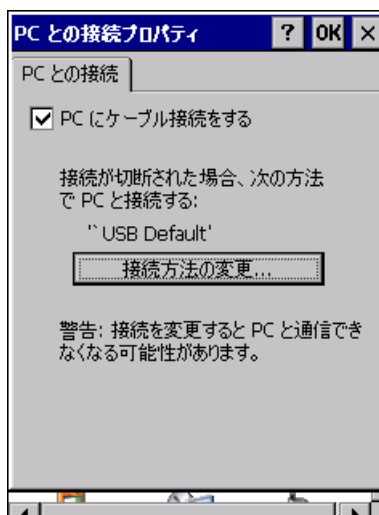 PC との接続プロパティ ? OK ×
PC との接続
PC にケーブル接続をする
接続が切断された場合、次の方法
で PC と接続する:
'`USB Default'
接続方法の変更...
警告: 接続を変更すると PC と通信でき
なくなる可能性があります。